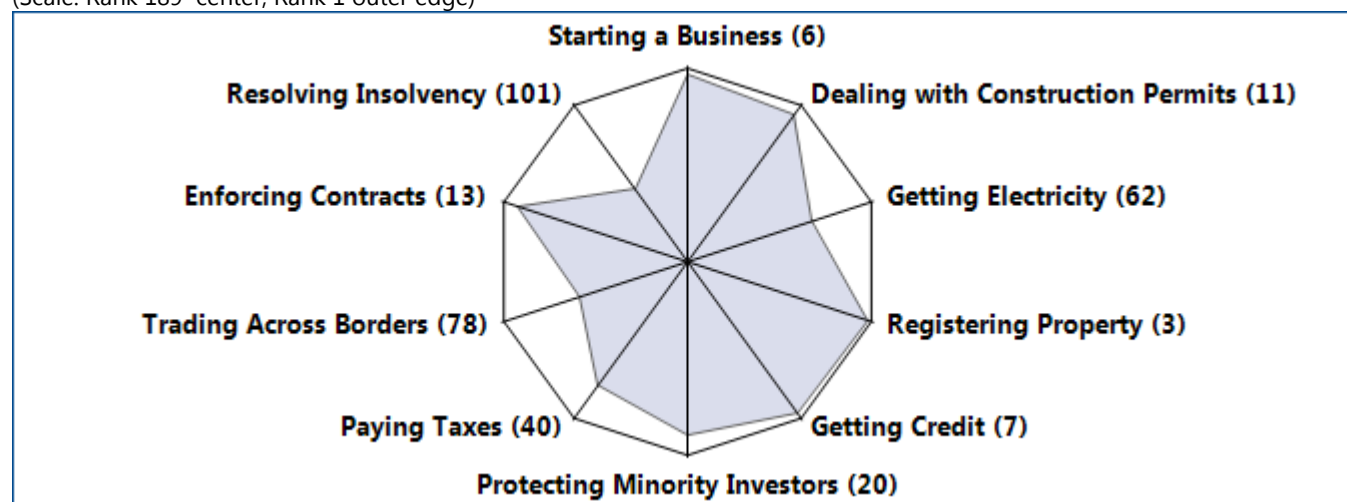 (Scale: Rank 189 center, Rank 1 outer edge)
Starting a Business (6)
Resolving Insolvency (101)
Dealing with Construction Permits (11)
Enforcing Contracts (13)
Getting Electricity (62)
Trading Across Borders (78)
Registering Property (3)
Paying Taxes (40)
Getting Credit (7)
Protecting Minority Investors (20)